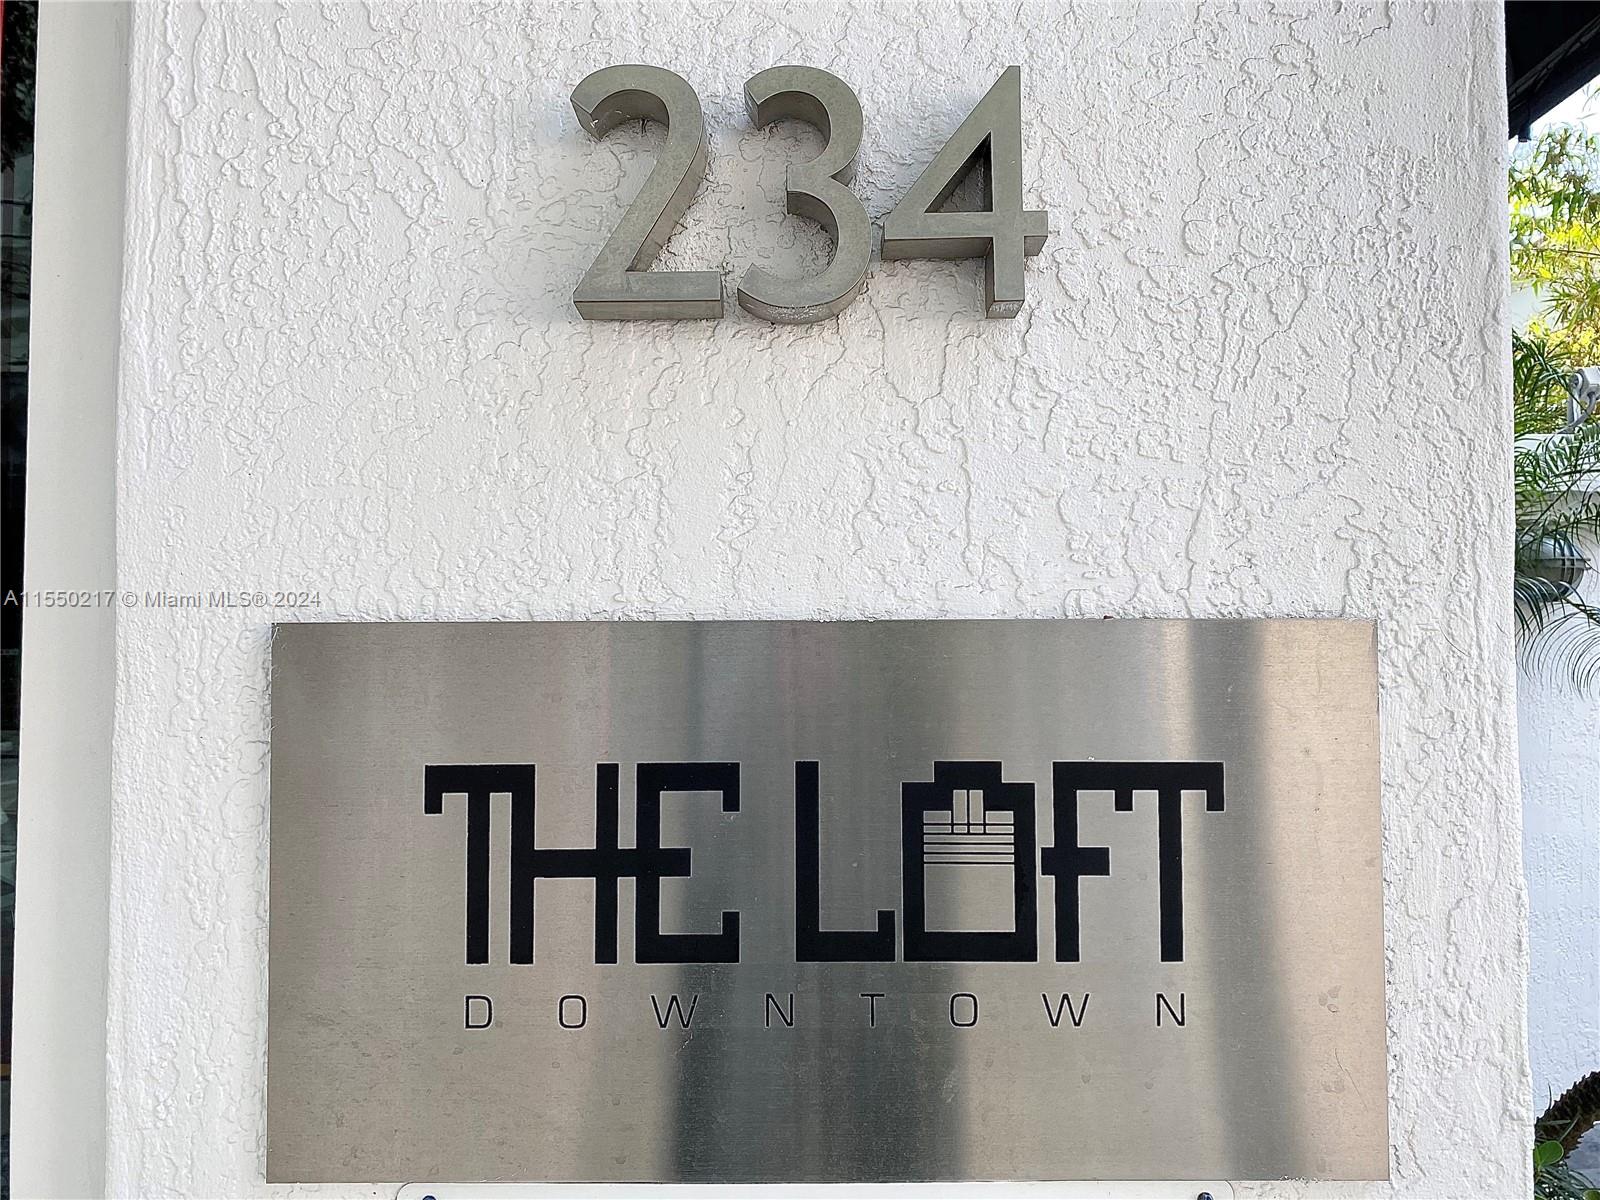 234
A11550217 © Miami MLS® 2024
THE LOFT
DOWNTOWN